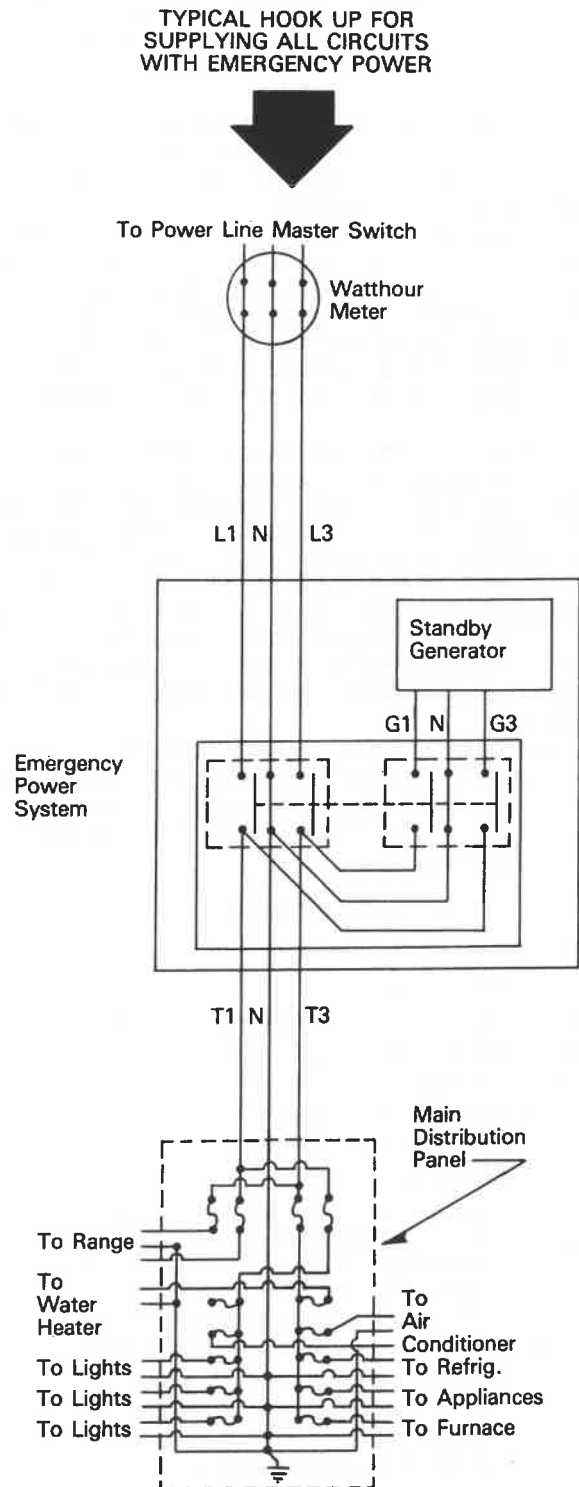 TYPICAL HOOK UP FOR
SUPPLYING ALL CIRCUITS
WITH EMERGENCY POWER
To Power Line Master Switch
Watthour
Meter
L1 N L3
Standby
Generator
G1 N G3
Emergency
Power
System
T1 N T3
Main
Distribution
Panel
To Range
To
Water
Heater
To
Air
Conditioner
To Lights
To Refrig.
To Lights
To Appliances
To Lights
To Furnace